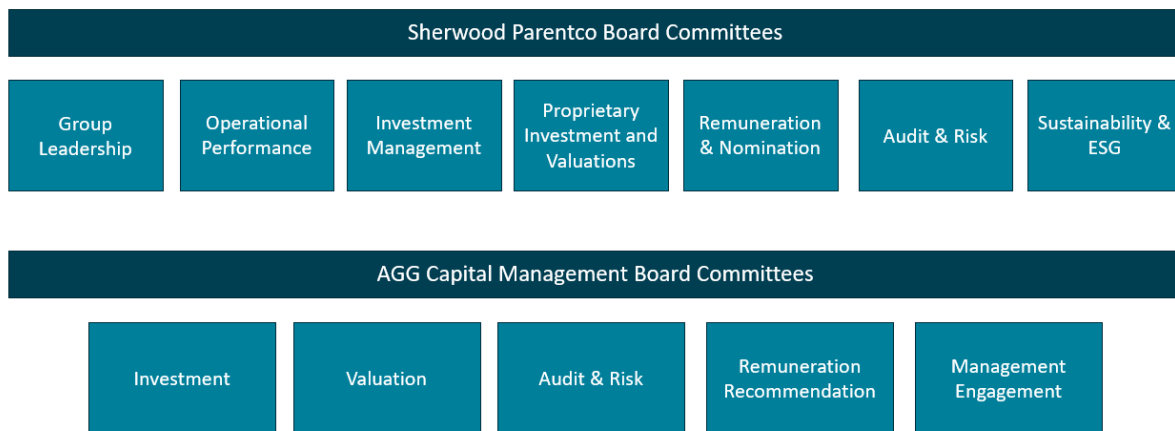 Sherwood Parentco Board Committees
Group
Leadership
Operational
Performance
Investment
Management
Proprietary
Investment and
Valuations
Remuneration
& Nomination
Audit & Risk
Sustainability &
ESG
AGG Capital Management Board Committees
Investment
Valuation
Audit & Risk
Remuneration
Recommendation
Management
Engagement